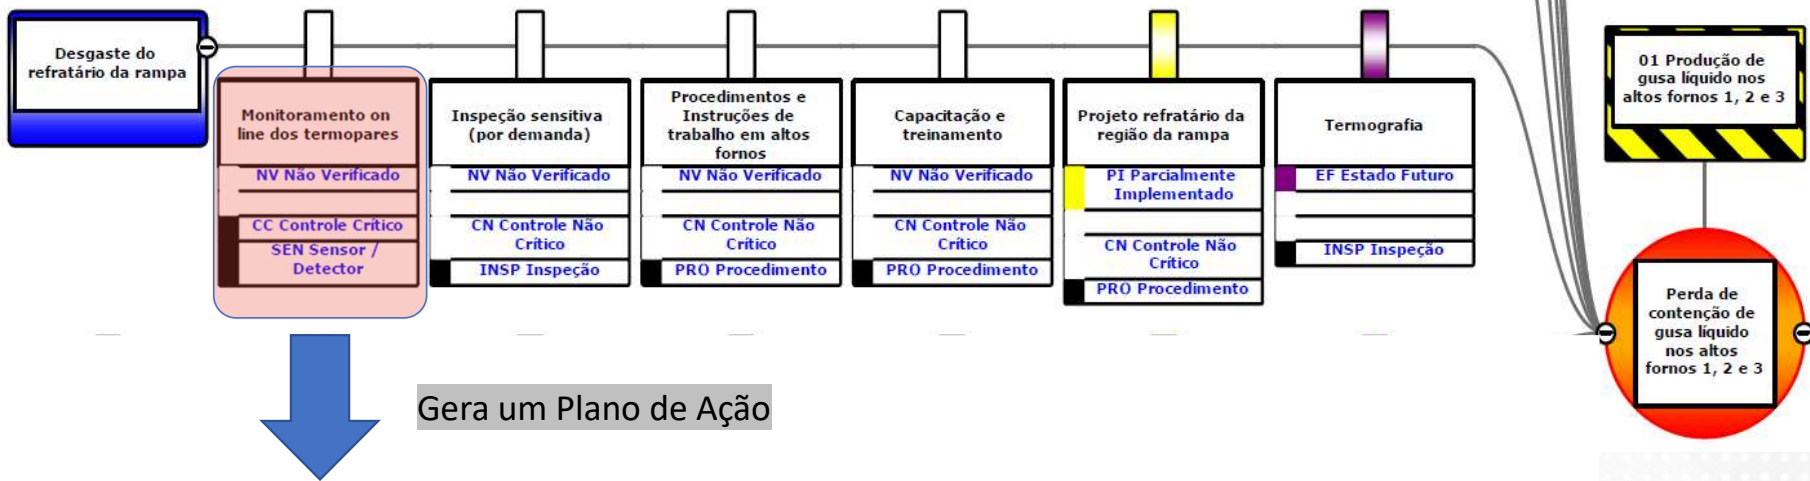 Desgaste do
refratário da rampa
Monitoramento on
line dos termopares
NV Não Verificado
CC Controle Crítico
SEN Sensor /
Detector
Inspeção sensitiva
(por demanda)
NV Não Verificado
CN Controle Não
Crítico
INSP Inspeção
Procedimentos e
Instruções de
trabalho em altos
fornos
NV Não Verificado
CN Controle Não
Crítico
PRO Procedimento
Capacitação e
treinamento
NV Não Verificado
CN Controle Não
Crítico
PRO Procedimento
Projeto refratário da
região da rampa
PI Parcialmente
Implementado
CN Controle Não
Crítico
PRO Procedimento
Termografia
EF Estado Futuro
INSP Inspeção
01 Produção de
gusa líquido nos
altos fornos 1, 2 e 3
Perda de
contenção de
gusa líquido
nos altos
fornos 1, 2 e 3
Gera um Plano de Ação